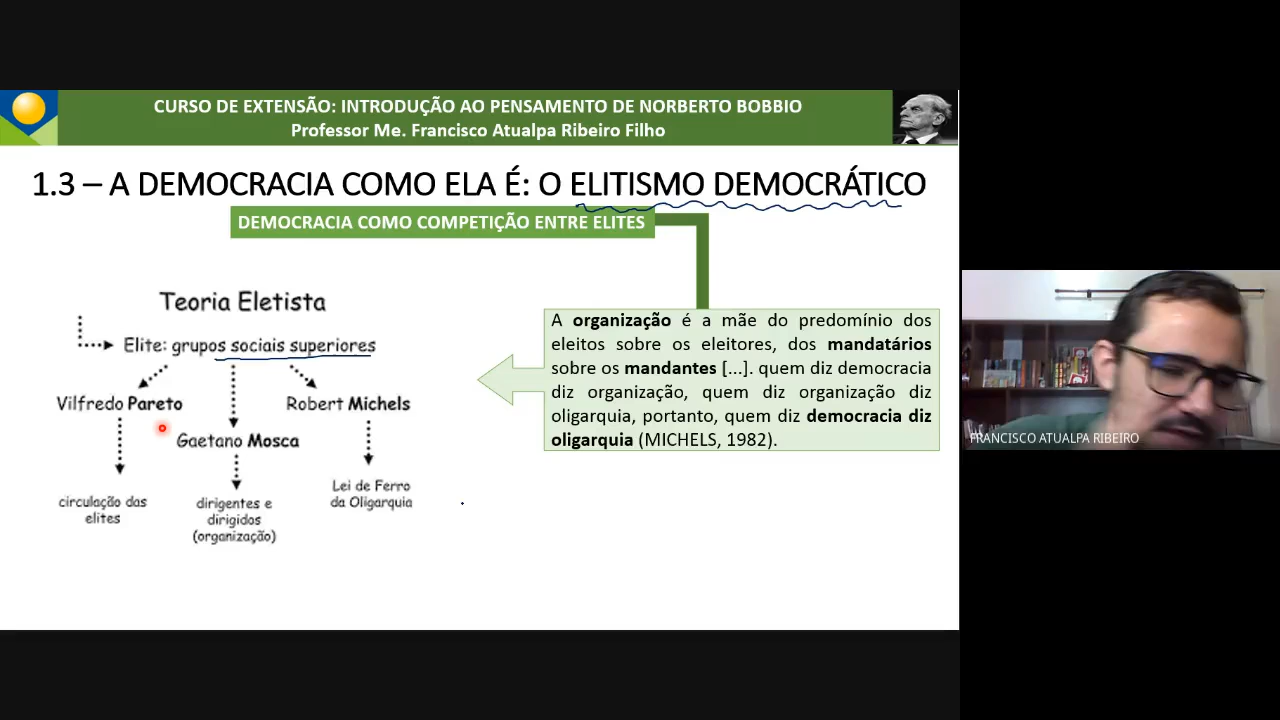 CURSO DE EXTENSÃO: INTRODUÇÃO AO PENSAMENTO DE NORBERTO BOBBIO
Professor Me. Francisco Atualpa Ribeiro Filho
1.3 – A DEMOCRACIA COMO ELA É: O ELITISMO DEMOCRÁTICO
DEMOCRACIA COMO COMPETIÇÃO ENTRE ELITES
Teoria Eletista
Elite: grupos sociais superiores
Vilfredo Pareto
Robert Michels
Gaetano Mosca
circulação das
elites
dirigentes e
dirigidos
(organização)
Lei de Ferro
da Oligarquia
A organização é a mãe do predomínio dos
eleitos sobre os eleitores, dos mandatários
sobre os mandantes [...]. quem diz democracia
diz organização, quem diz organização diz
oligarquia, portanto, quem diz democracia diz
oligarquia (MICHELS, 1982).
FRANCISCO ATUALPA RIBEIRO